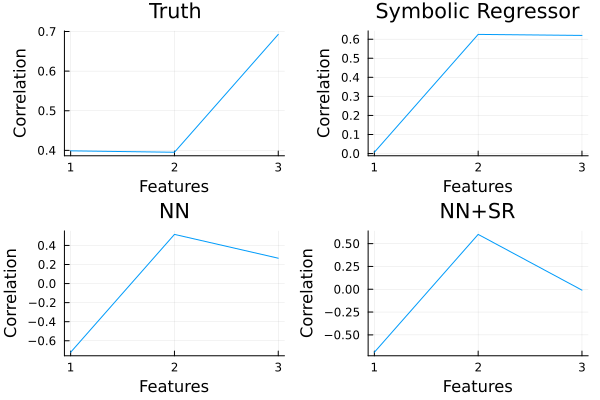 Truth
Correlation
0.7
0.6
0.5
0.4
1 2 3
Features
Symbolic Regressor
Correlation
0.6
0.5
0.4
0.3
0.2
0.1
0.0
1 2 3
Features
NN
Correlation
0.4
0.2
0.0
−0.2
−0.4
−0.6
1 2 3
Features
NN+SR
Correlation
0.50
0.25
0.00
−0.25
−0.50
1 2 3
Features